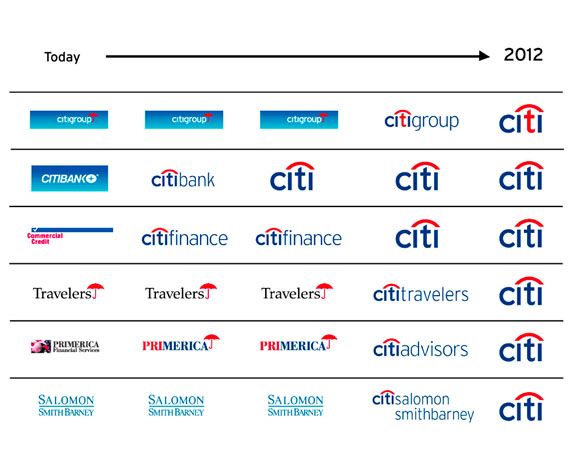 Today 2012
citigroup citigroup citigroup citigroup citi
CITIBANK citibank citi citi citi
Commercial
Credit citifinance citifinance citi citi
Travelers Travelers Travelers cititravelers citi
PRIMERICA
Financial Services PRIMERICA PRIMERICA citiadvisors citi
SALOMON SALOMON SALOMON citisalomon
SMITH BARNEY SMITH BARNEY SMITH BARNEY smithbarney citi